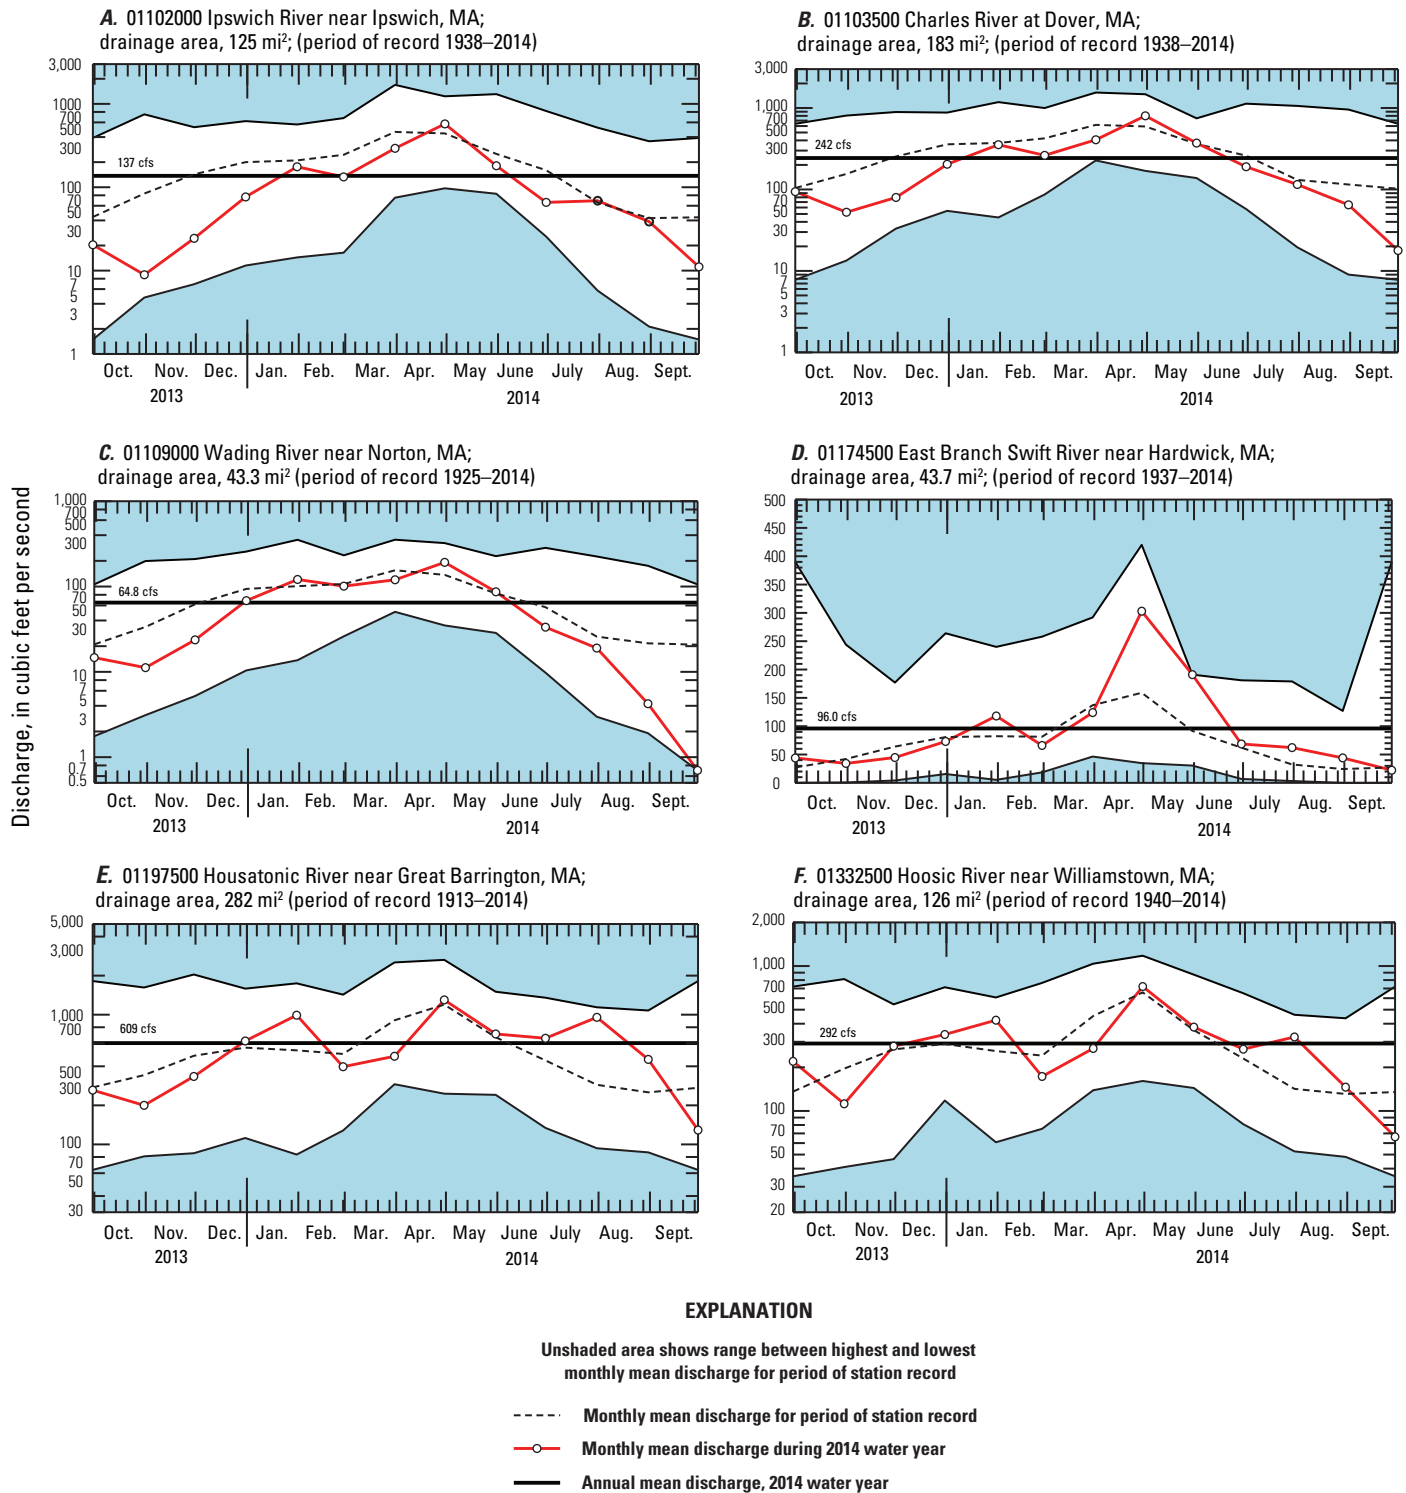 A. 01102000 Ipswich River near Ipswich, MA;
drainage area, 125 mi²; (period of record 1938–2014)
3,000
1000
700
500
300
100
70
50
30
10
7
5
3
1
137 cfs
Oct. Nov. Dec. Jan. Feb. Mar. Apr. May June July Aug. Sept.
2013 2014
B. 01103500 Charles River at Dover, MA;
drainage area, 183 mi²; (period of record 1938–2014)
3,000
1,000
700
500
300
100
70
50
30
10
7
5
3
1
242 cfs
Oct. Nov. Dec. Jan. Feb. Mar. Apr. May June July Aug. Sept.
2013 2014
Discharge, in cubic feet per second
C. 01109000 Wading River near Norton, MA;
drainage area, 43.3 mi² (period of record 1925–2014)
1,000
700
500
300
100
70
50
30
10
7
5
3
1
0.7
0.5
64.8 cfs
Oct. Nov. Dec. Jan. Feb. Mar. Apr. May June July Aug. Sept.
2013 2014
D. 01174500 East Branch Swift River near Hardwick, MA;
drainage area, 43.7 mi²; (period of record 1937–2014)
500
450
400
350
300
250
200
150
100
50
0
96.0 cfs
Oct. Nov. Dec. Jan. Feb. Mar. Apr. May June July Aug. Sept.
2013 2014
E. 01197500 Housatonic River near Great Barrington, MA;
drainage area, 282 mi² (period of record 1913–2014)
5,000
3,000
1,000
700
500
300
100
70
50
30
609 cfs
Oct. Nov. Dec. Jan. Feb. Mar. Apr. May June July Aug. Sept.
2013 2014
F. 01332500 Hoosic River near Williamstown, MA;
drainage area, 126 mi² (period of record 1940–2014)
2,000
1,000
700
500
300
100
70
50
30
20
292 cfs
Oct. Nov. Dec. Jan. Feb. Mar. Apr. May June July Aug. Sept.
2013 2014
EXPLANATION
Unshaded area shows range between highest and lowest
monthly mean discharge for period of station record
Monthly mean discharge for period of station record
Monthly mean discharge during 2014 water year
Annual mean discharge, 2014 water year